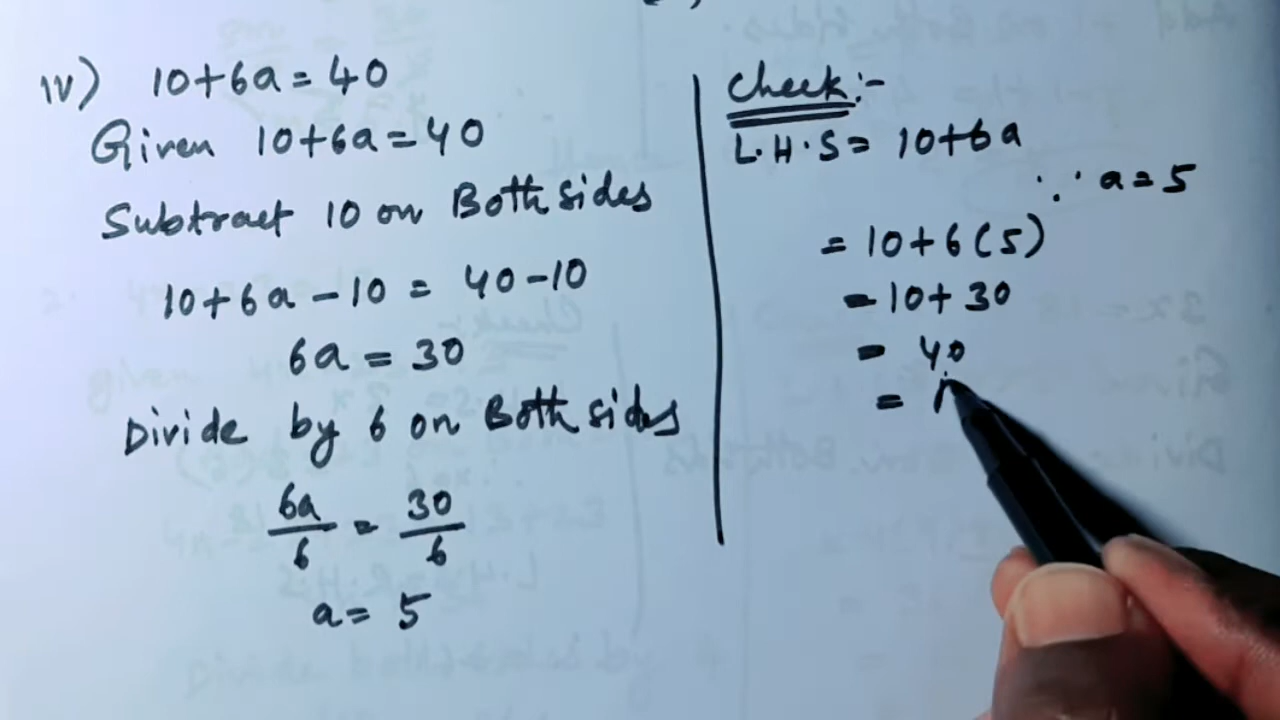 iv) 10+6a=40
Given 10+6a=40
Subtract 10 on Both sides
10+6a-10 = 40-10
6a = 30
Divide by 6 on Both sides
6a/6 = 30/6
a= 5
Check:-
L.H.S= 10+6a
∵ a=5
= 10+6(5)
= 10+30
= 40
=